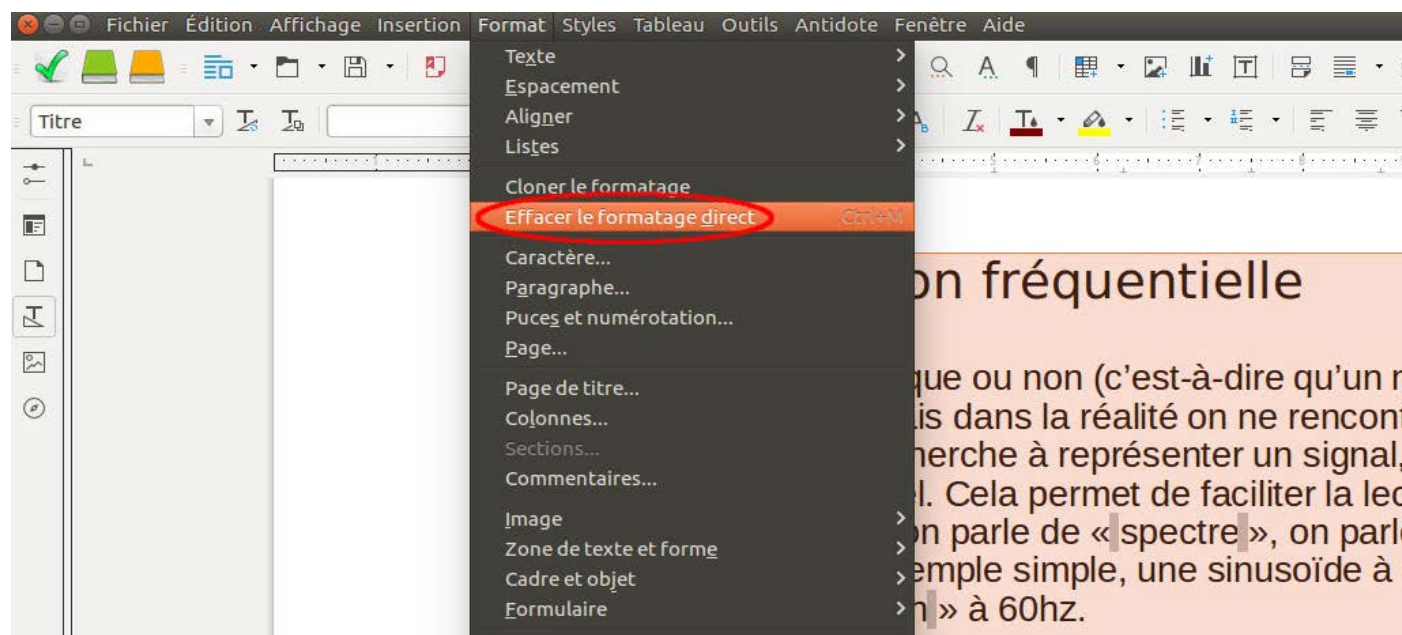 Fichier Édition Affichage Insertion Format Styles Tableau Outils Antidote Fenêtre Aide
Titre
Texte
Espacement
Aligner
Listes
Cloner le formatage
Effacer le formatage direct Ctrl+M
Caractère...
Paragraphe...
Puces et numérotation...
Page...
Page de titre...
Colonnes...
Sections...
Commentaires...
Image
Zone de texte et forme
Cadre et objet
Formulaire
5 6 7 8
on fréquentielle
que ou non (c’est-à-dire qu’un
is dans la réalité on ne
herche à représenter un signal,
l. Cela permet de faciliter la
on parle de « spectre », on
emple simple, une sinusoïde à
n » à 60hz.